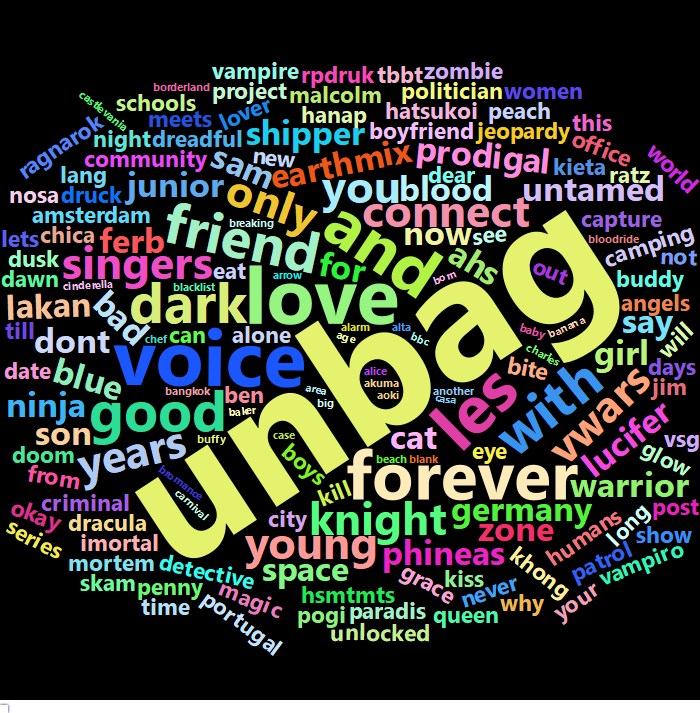 borderland
vampire rpdruk tbbt zombie
castlevania schools project malcolm politician women
ragnarok meets lover hanap hatsukoi peach
night dreadful shipper boyfriend jeopardy this
lang community sam new earthmix prodigal office world
nosa druck junior only you blood dear kieta ratz
amsterdam friend and connect untamed
lets chica ferb breaking for now see capture camping
dusk singers eat ahs out bloodride not
dawn cinderella blacklist arrow born buddy
lakan bad dark love unbag angels
till dont chef can alone alarm age alta bbc baby banana say will
charles
date blue voice bangkok ben area alice akuma aoki another casa bite girl days
ninja good baker big les with vwars jim
son years buffy case cat eye lucifer vsg
doom bromance boys beach blank glow
from carnival kill forever warrior
okay criminal city knight germany long post
series dracula young zone humans show
imortal phineas khong patrol
mortem detective space grace kiss vampiro
skam penny magic hsmtmts never why your
time portugal pogi paradis queen
unlocked